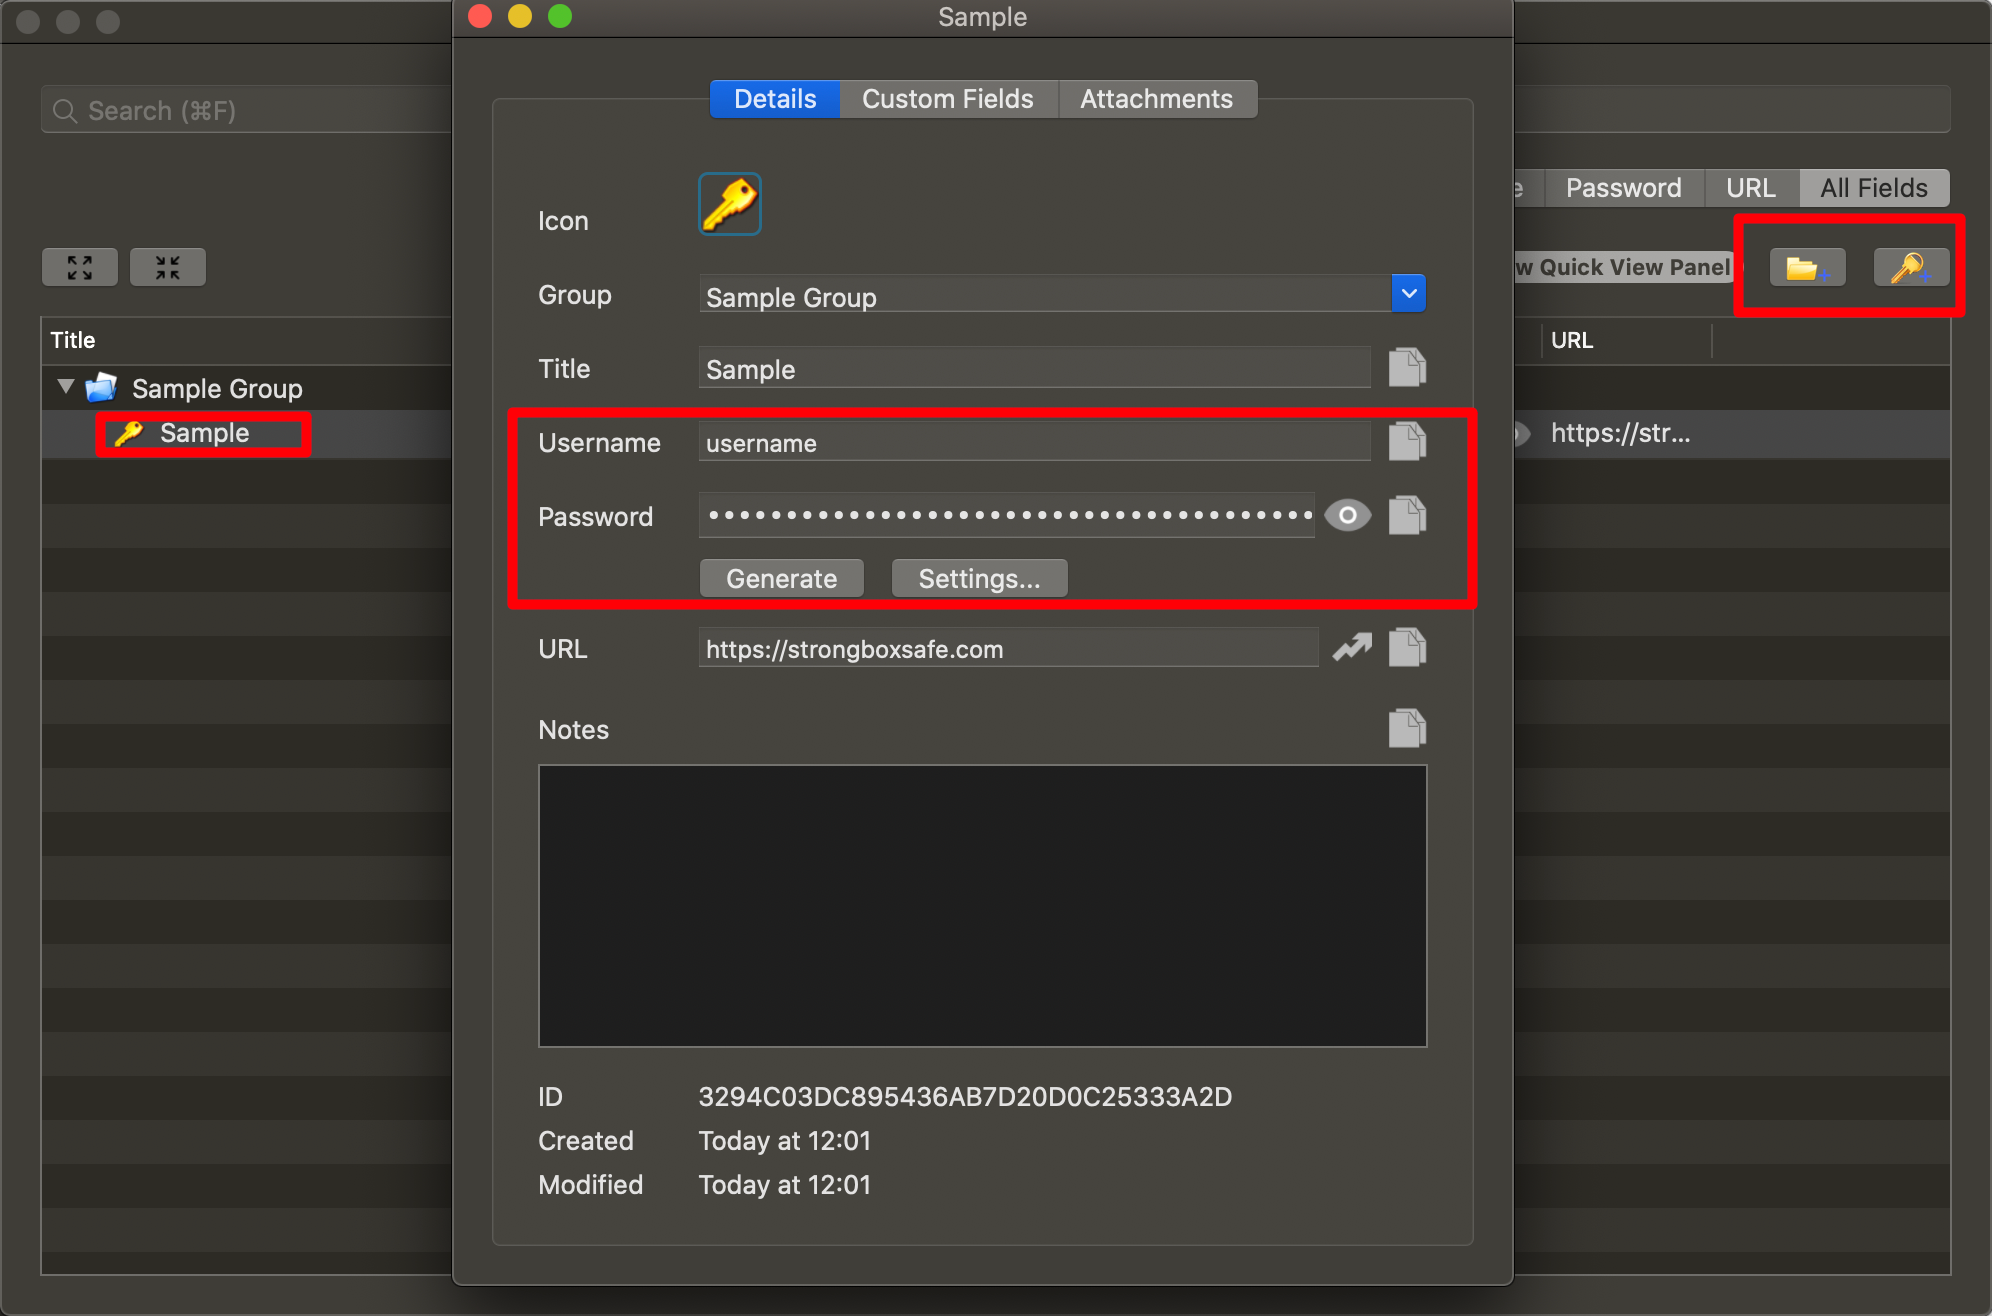 Sample
Search (⌘F)
Details Custom Fields Attachments
Password URL All Fields
Icon
Quick View Panel
Group Sample Group
Title URL
Title Sample
Sample Group
Sample
Username username
https://str...
Password ••••••••••••••••••••••••••••••••••••••
Generate Settings...
URL https://strongboxsafe.com
Notes
ID 3294C03DC895436AB7D20D0C25333A2D
Created Today at 12:01
Modified Today at 12:01